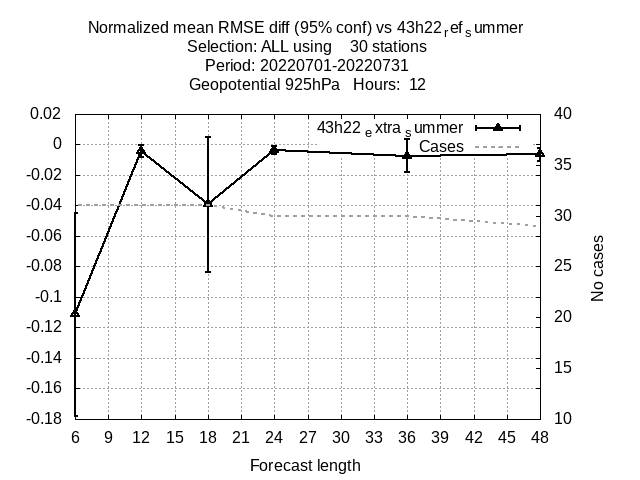 Normalized mean RMSE diff (95% conf) vs 43h22refsummer
Selection: ALL using 30 stations
Period: 20220701-20220731
Geopotential 925hPa Hours: 12
43h22extrasummer
Cases
0.02
0
-0.02
-0.04
-0.06
-0.08
-0.1
-0.12
-0.14
-0.16
-0.18
40
35
30
25
20
15
10
No cases
6 9 12 15 18 21 24 27 30 33 36 39 42 45 48
Forecast length